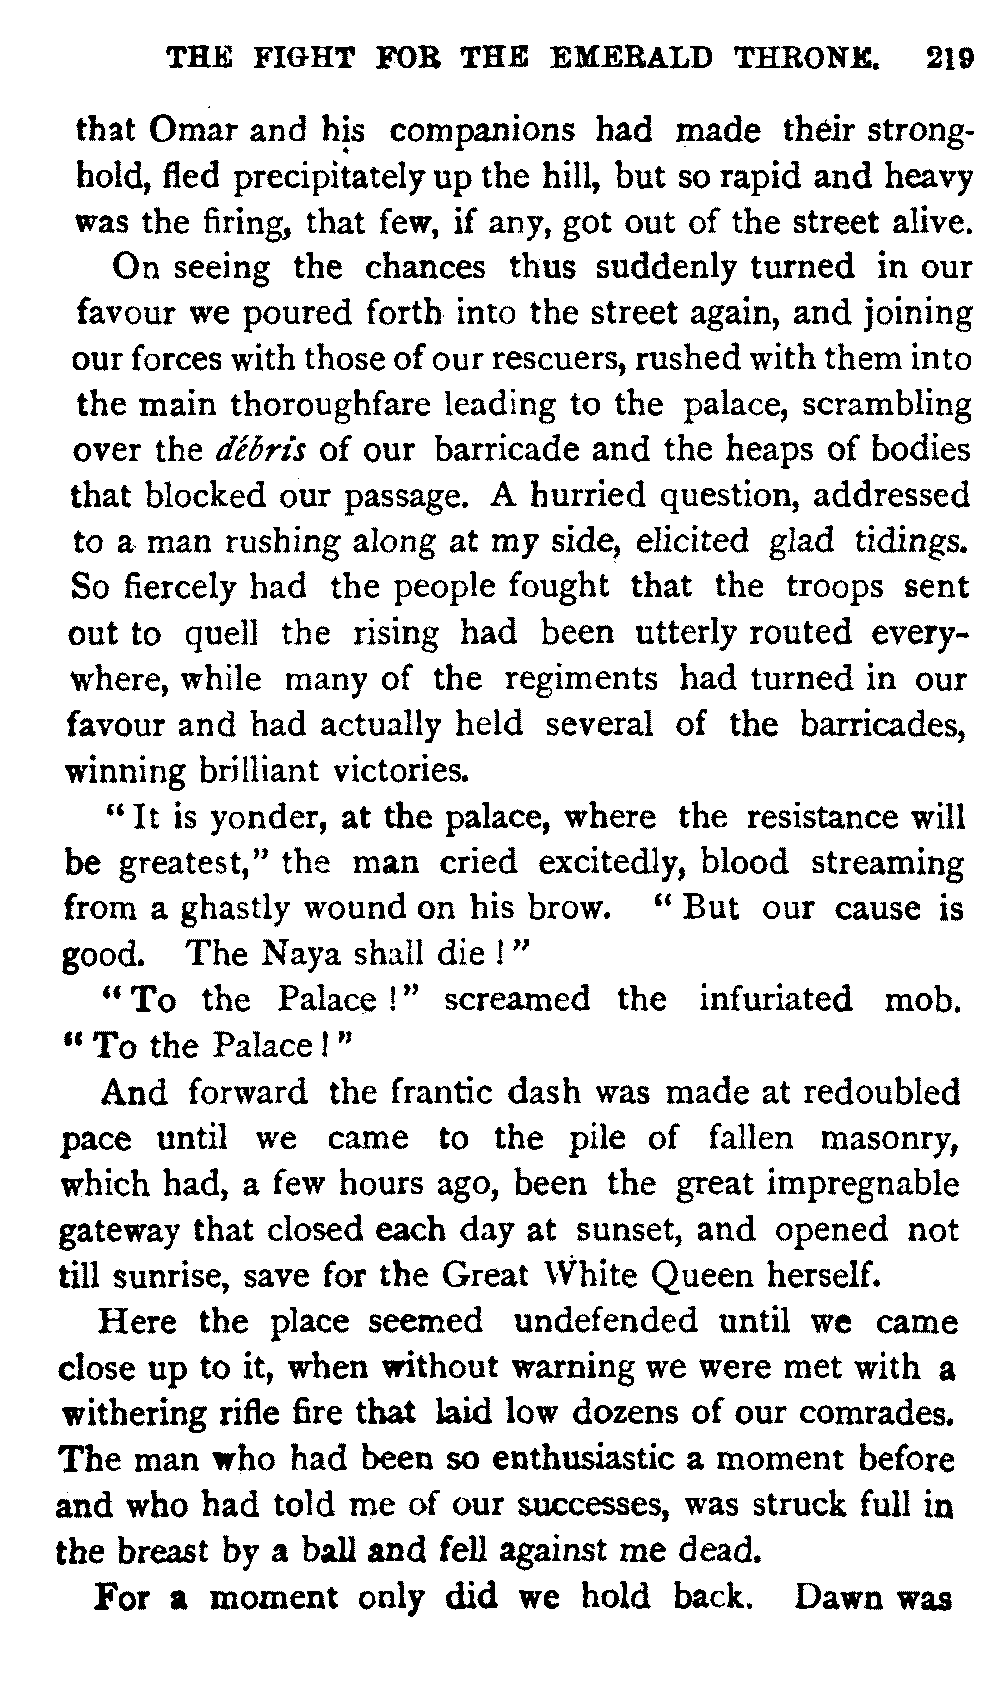 THE FIGHT FOR THE EMERALD THRONE. 219
that Omar and his companions had made their strong-
hold, fled precipitately up the hill, but so rapid and heavy
was the firing, that few, if any, got out of the street alive.
On seeing the chances thus suddenly turned in our
favour we poured forth into the street again, and joining
our forces with those of our rescuers, rushed with them into
the main thoroughfare leading to the palace, scrambling
over the débris of our barricade and the heaps of bodies
that blocked our passage. A hurried question, addressed
to a man rushing along at my side, elicited glad tidings.
So fiercely had the people fought that the troops sent
out to quell the rising had been utterly routed every-
where, while many of the regiments had turned in our
favour and had actually held several of the barricades,
winning brilliant victories.
"It is yonder, at the palace, where the resistance will
be greatest," the man cried excitedly, blood streaming
from a ghastly wound on his brow. "But our cause is
good. The Naya shall die!"
"To the Palace!" screamed the infuriated mob.
"To the Palace!"
And forward the frantic dash was made at redoubled
pace until we came to the pile of fallen masonry,
which had, a few hours ago, been the great impregnable
gateway that closed each day at sunset, and opened not
till sunrise, save for the Great White Queen herself.
Here the place seemed undefended until we came
close up to it, when without warning we were met with a
withering rifle fire that laid low dozens of our comrades.
The man who had been so enthusiastic a moment before
and who had told me of our successes, was struck full in
the breast by a ball and fell against me dead.
For a moment only did we hold back. Dawn was